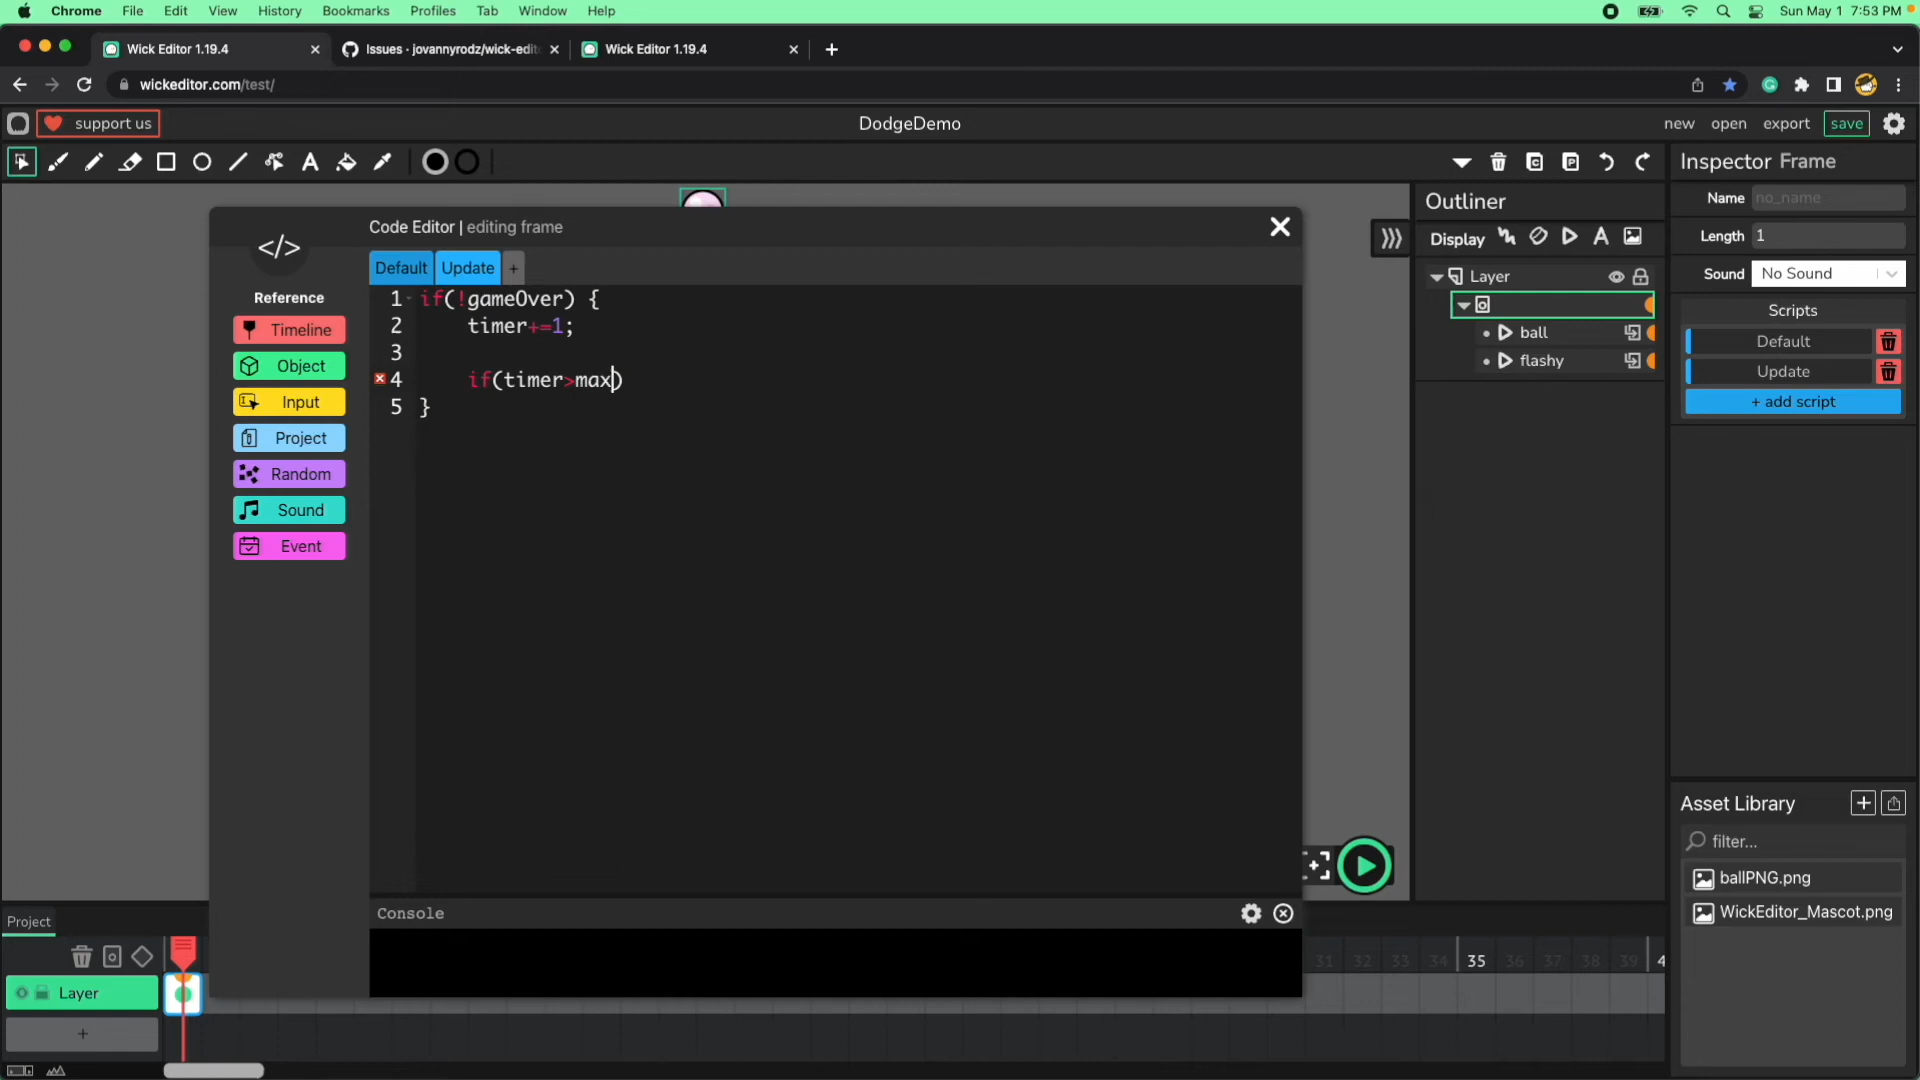 Chrome File Edit View History Bookmarks Profiles Tab Window Help Sun May 1 7:53 PM
Wick Editor 1.19.4 Issues · jovannyrodz/wick-edit Wick Editor 1.19.4
wickeditor.com/test/
support us DodgeDemo new open export save
Inspector Frame
Name no_name
Length 1
Sound No Sound
Scripts
Default
Update
+ add script
Outliner
Display
Layer
ball
flashy
Code Editor | editing frame
Default Update +
Reference
Timeline
Object
Input
Project
Random
Sound
Event
1 if(!gameOver) {
2 timer+=1;
3
4 if(timer>max)
5 }
Console
Asset Library
filter...
ballPNG.png
WickEditor_Mascot.png
Project
31 32 33 34 35 36 37 38 39 4
Layer
+